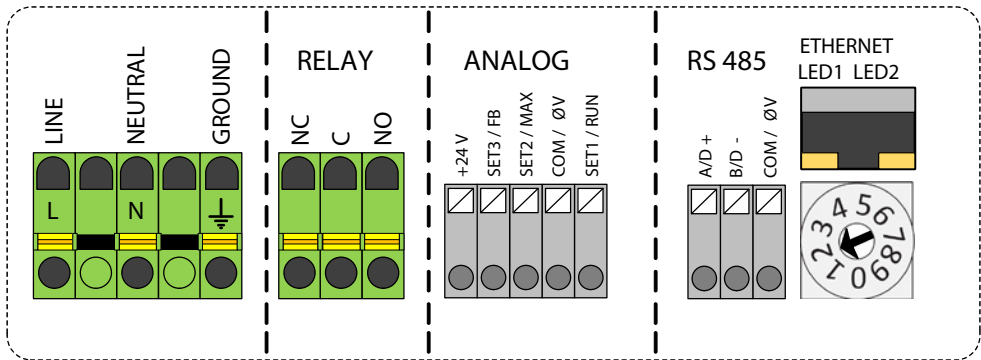 LINE
NEUTRAL
GROUND
L
N
RELAY
NC
C
NO
ANALOG
+24 V
SET3 / FB
SET2 / MAX
COM / ØV
SET1 / RUN
RS 485
A/D +
B/D -
COM / ØV
ETHERNET
LED1 LED2
0 1 2 3 4 5 6 7 8 9